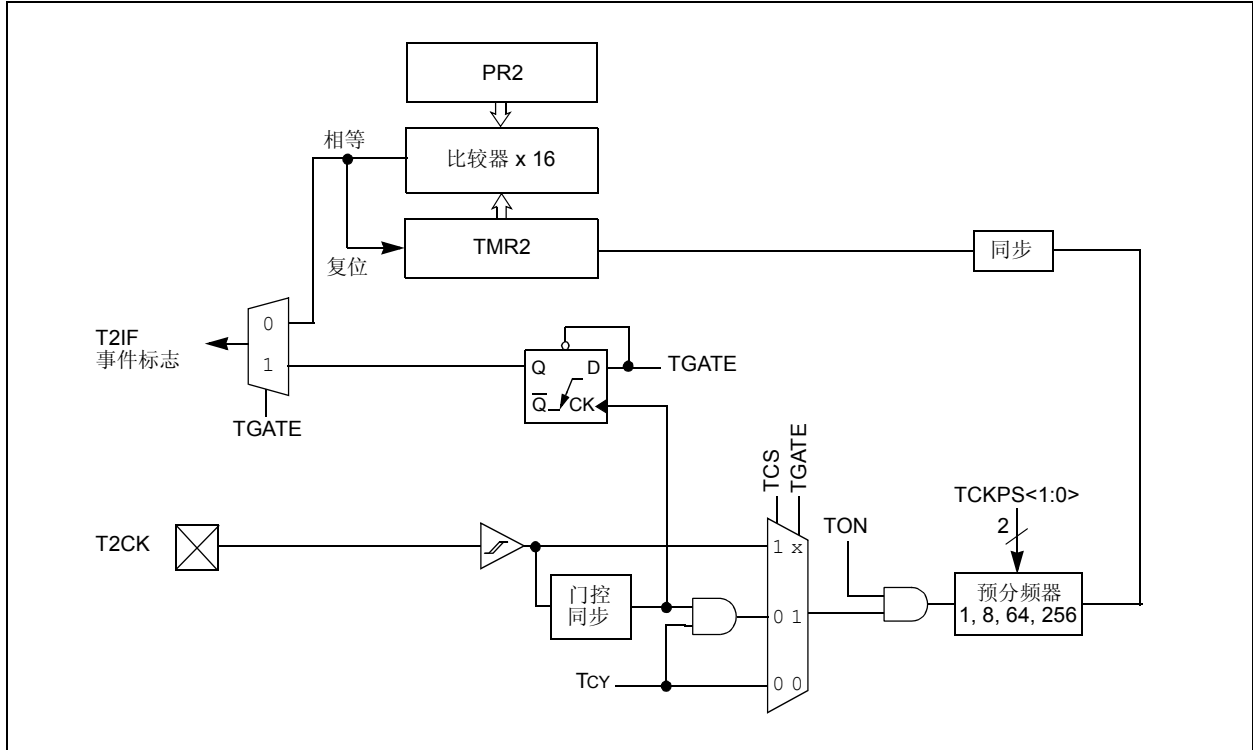 PR2
相等
比较器 x 16
TMR2
同步
复位
T2IF
事件标志
0
1
Q D
TGATE
Q̅ CK
TGATE
TCS
TGATE
TCKPS<1:0>
2
T2CK
TON
1 x
门控
同步
0 1
预分频器
1, 8, 64, 256
TCY
0 0